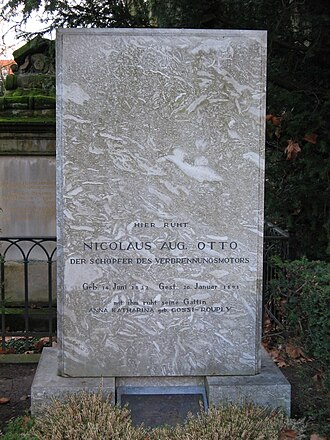 HIER RUHT
NICOLAUS AUG. OTTO
DER SCHÖPFER DES VERBRENNUNGSMOTORS
Geb. 14. Juni 1832 Gest. 26. Januar 1891
mit ihm ruht seine Gattin
ANNA KATHARINA geb. GOSSI-ROUPLY